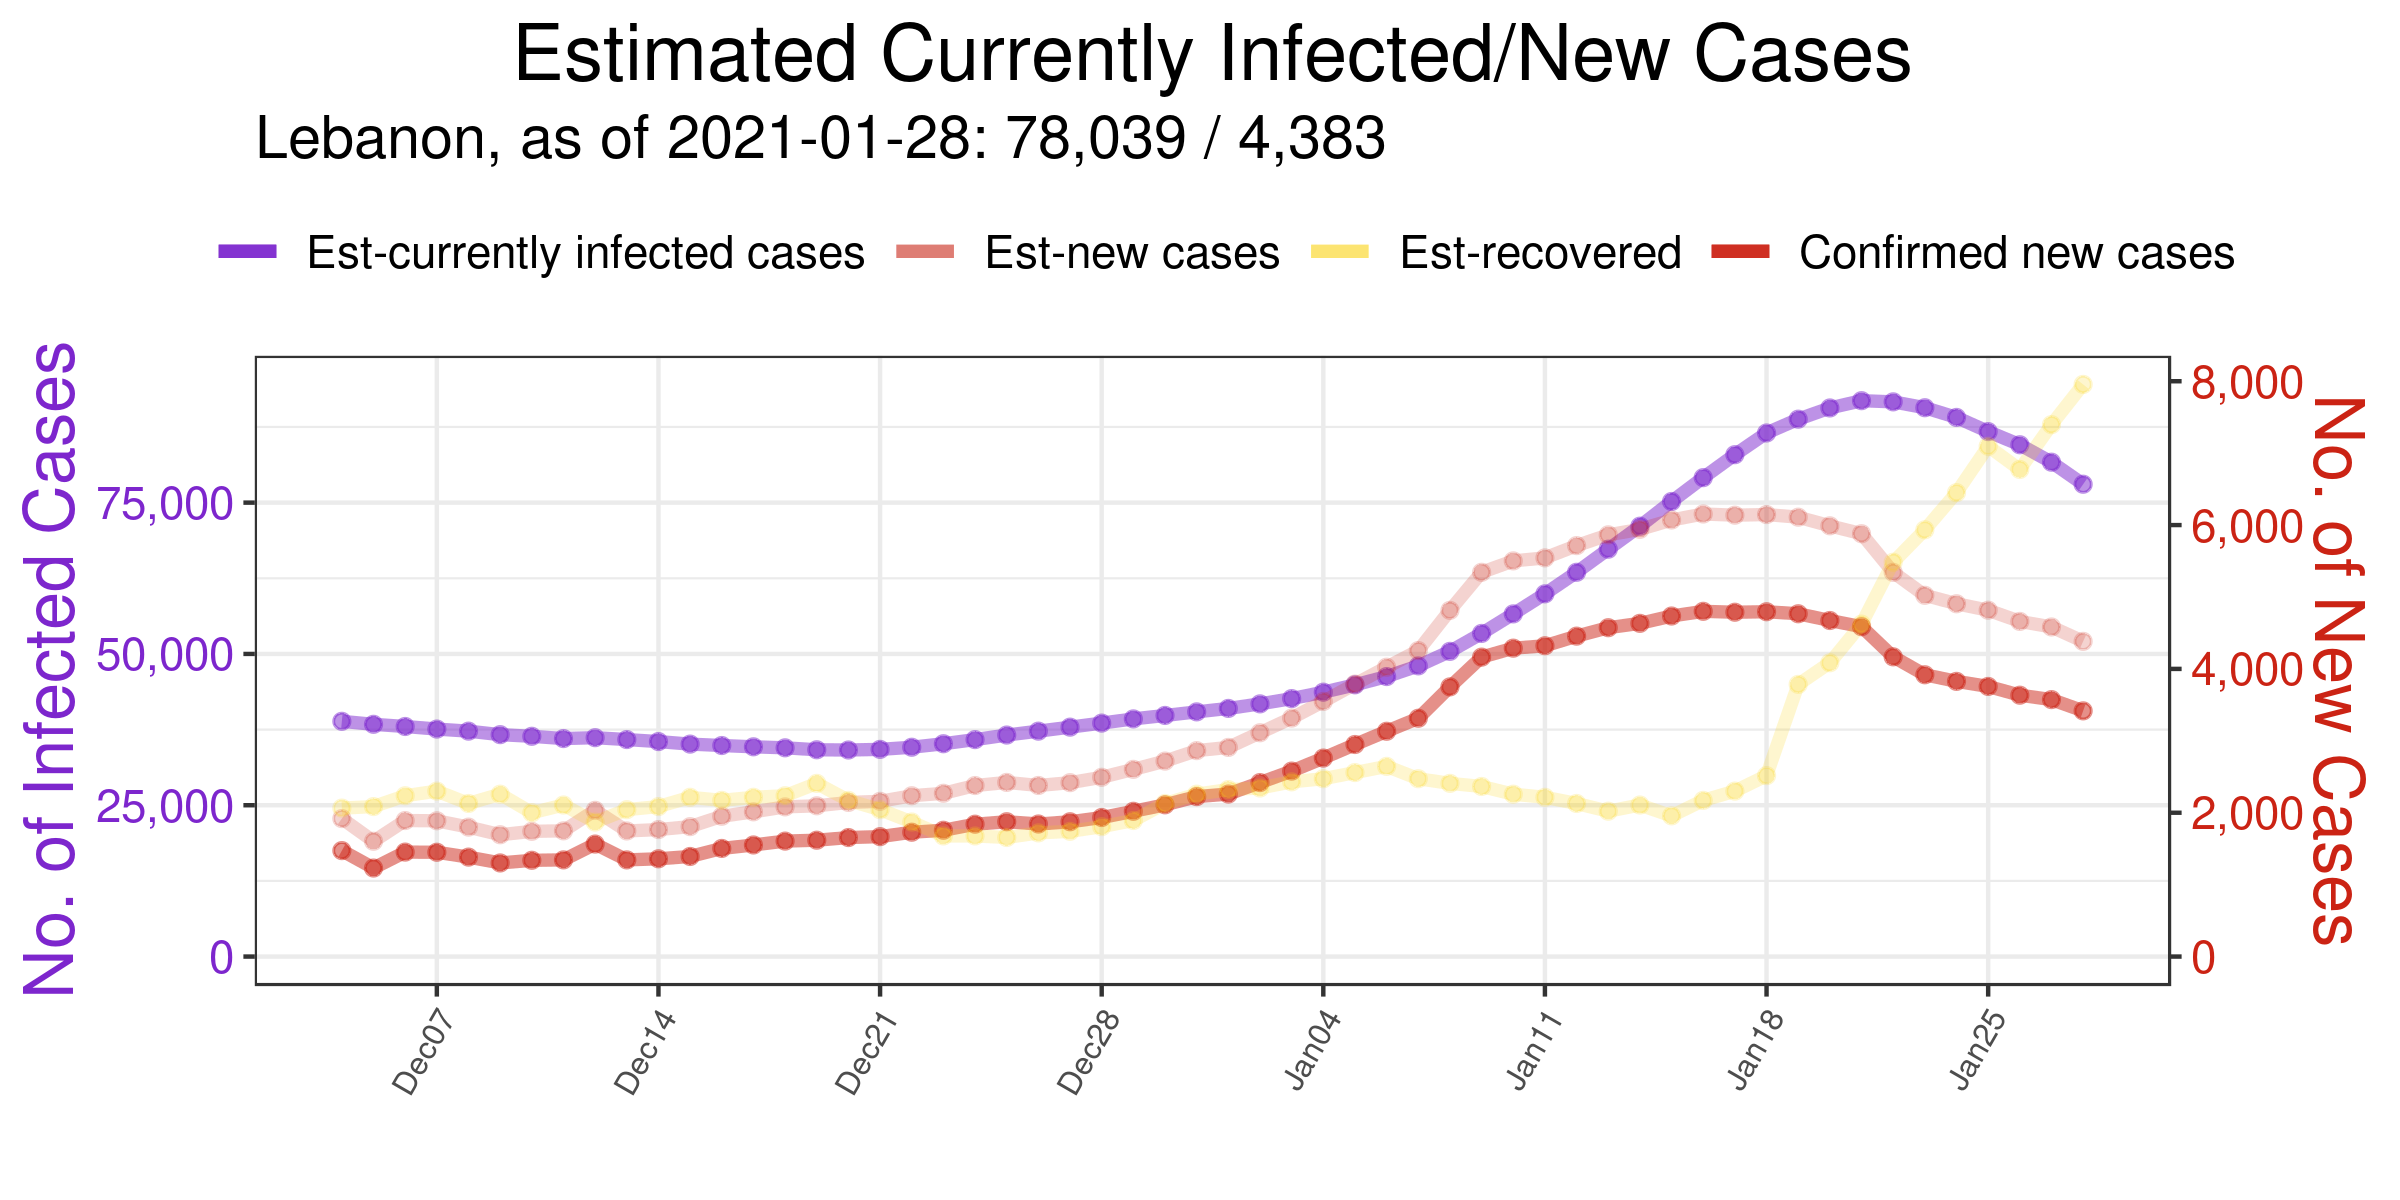 Estimated Currently Infected/New Cases
Lebanon, as of 2021-01-28: 78,039 / 4,383
Est-currently infected cases Est-new cases Est-recovered Confirmed new cases
No. of Infected Cases
75,000
50,000
25,000
0
8,000
6,000
4,000
2,000
0
No. of New Cases
Dec07 Dec14 Dec21 Dec28 Jan04 Jan11 Jan18 Jan25